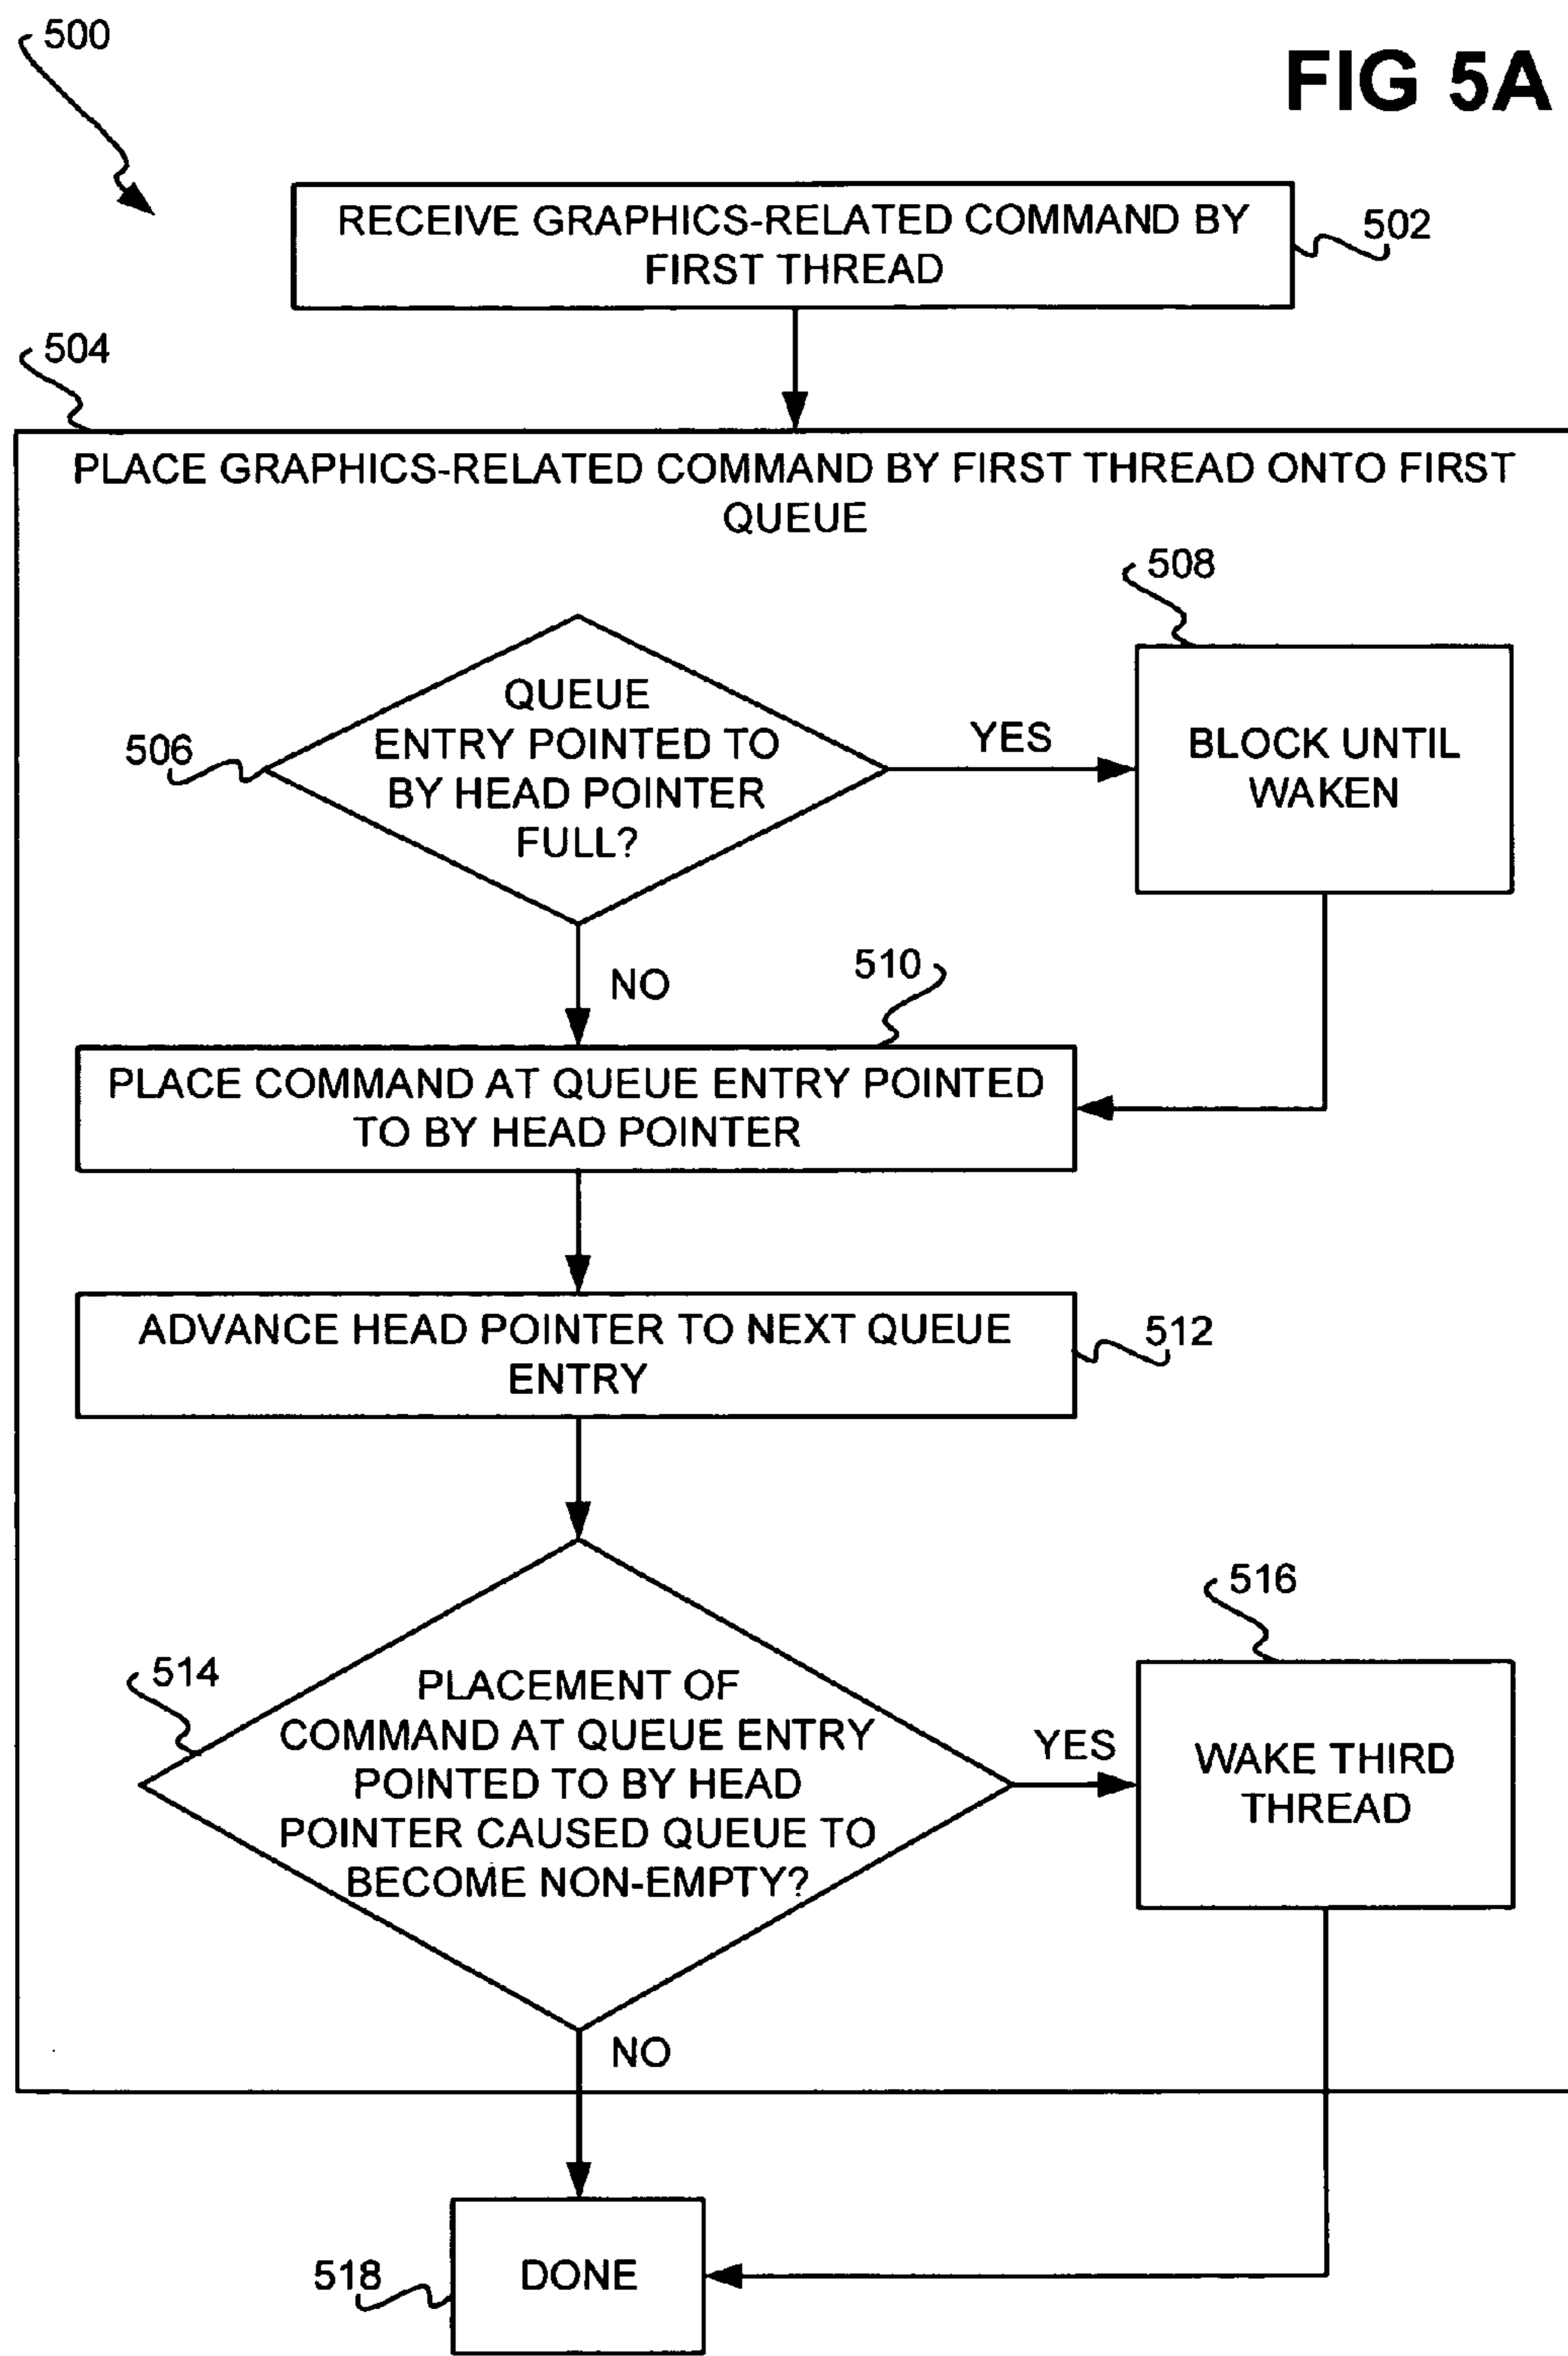 500
FIG 5A
RECEIVE GRAPHICS-RELATED COMMAND BY
FIRST THREAD
502
504
PLACE GRAPHICS-RELATED COMMAND BY FIRST THREAD ONTO FIRST
QUEUE
508
506
QUEUE
ENTRY POINTED TO
BY HEAD POINTER
FULL?
YES
BLOCK UNTIL
WAKEN
NO
510
PLACE COMMAND AT QUEUE ENTRY POINTED
TO BY HEAD POINTER
ADVANCE HEAD POINTER TO NEXT QUEUE
ENTRY
512
514
PLACEMENT OF
COMMAND AT QUEUE ENTRY
POINTED TO BY HEAD
POINTER CAUSED QUEUE TO
BECOME NON-EMPTY?
YES
516
WAKE THIRD
THREAD
NO
518
DONE